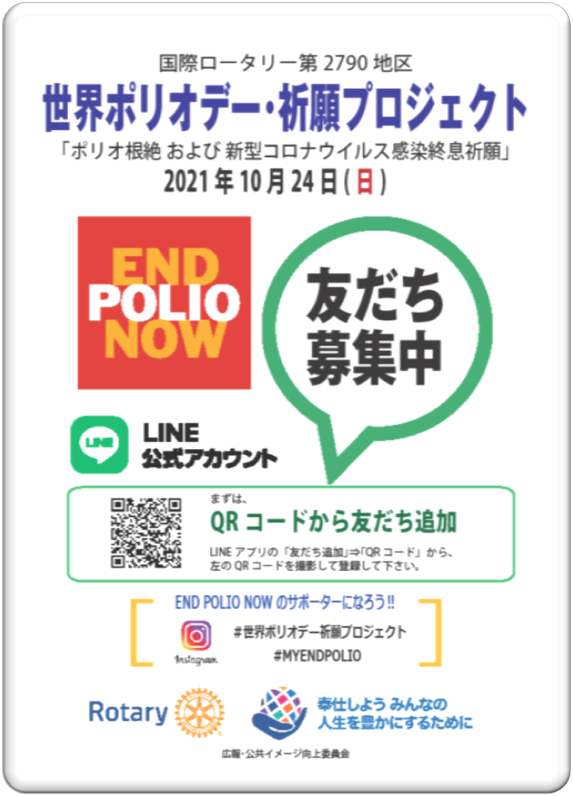 国際ロータリー第 2790 地区
世界ポリオデー・祈願プロジェクト
「ポリオ根絶 および 新型コロナウイルス感染終息祈願」
2021 年 10 月 24 日 ( 日 )
END
POLIO
NOW
友だち
募集中
LINE
LINE
公式アカウント
まずは、
QR コードから友だち追加
LINE アプリの「友だち追加」⇒「QR コード」から、
左の QR コードを撮影して登録して下さい。
END POLIO NOW のサポーターになろう !!
#世界ポリオデー祈願プロジェクト
Instagram
#MYENDPOLIO
Rotary
奉仕しよう みんなの
人生を豊かにするために
広報・公共イメージ向上委員会